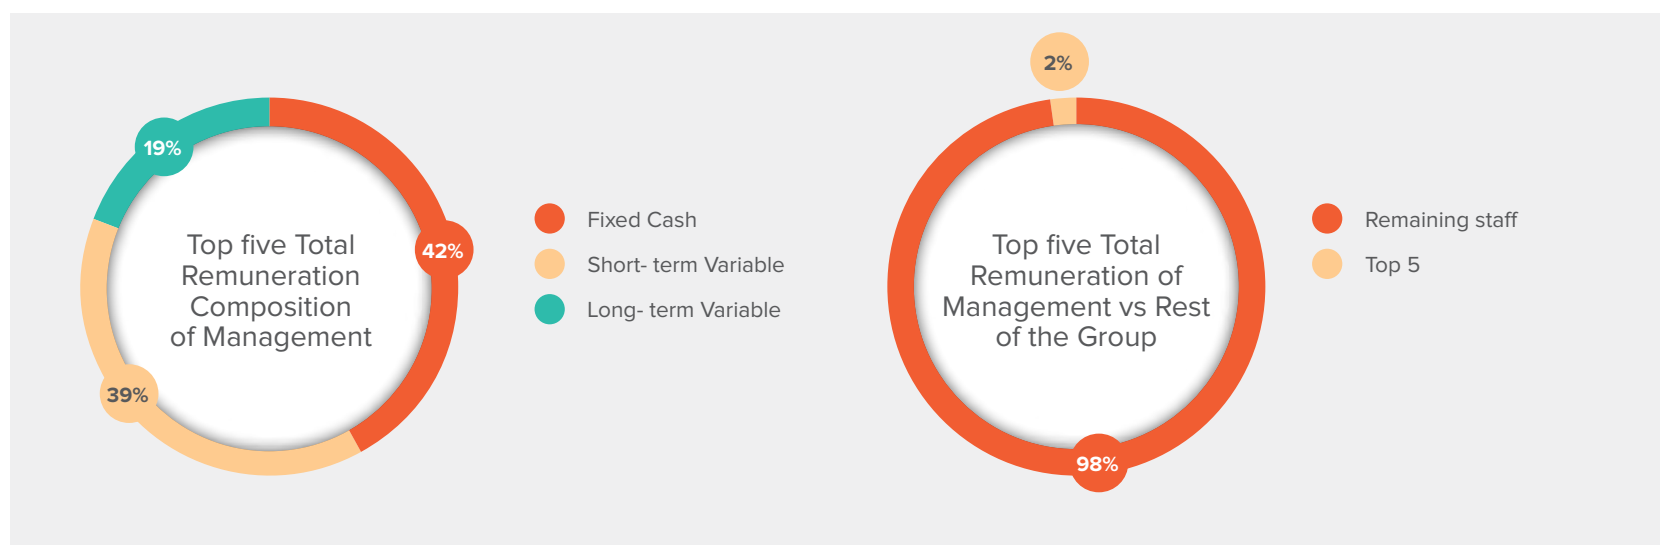 19%
42%
39%
Top five Total
Remuneration
Composition
of Management
Fixed Cash
Short- term Variable
Long- term Variable
2%
98%
Top five Total
Remuneration of
Management vs Rest
of the Group
Remaining staff
Top 5